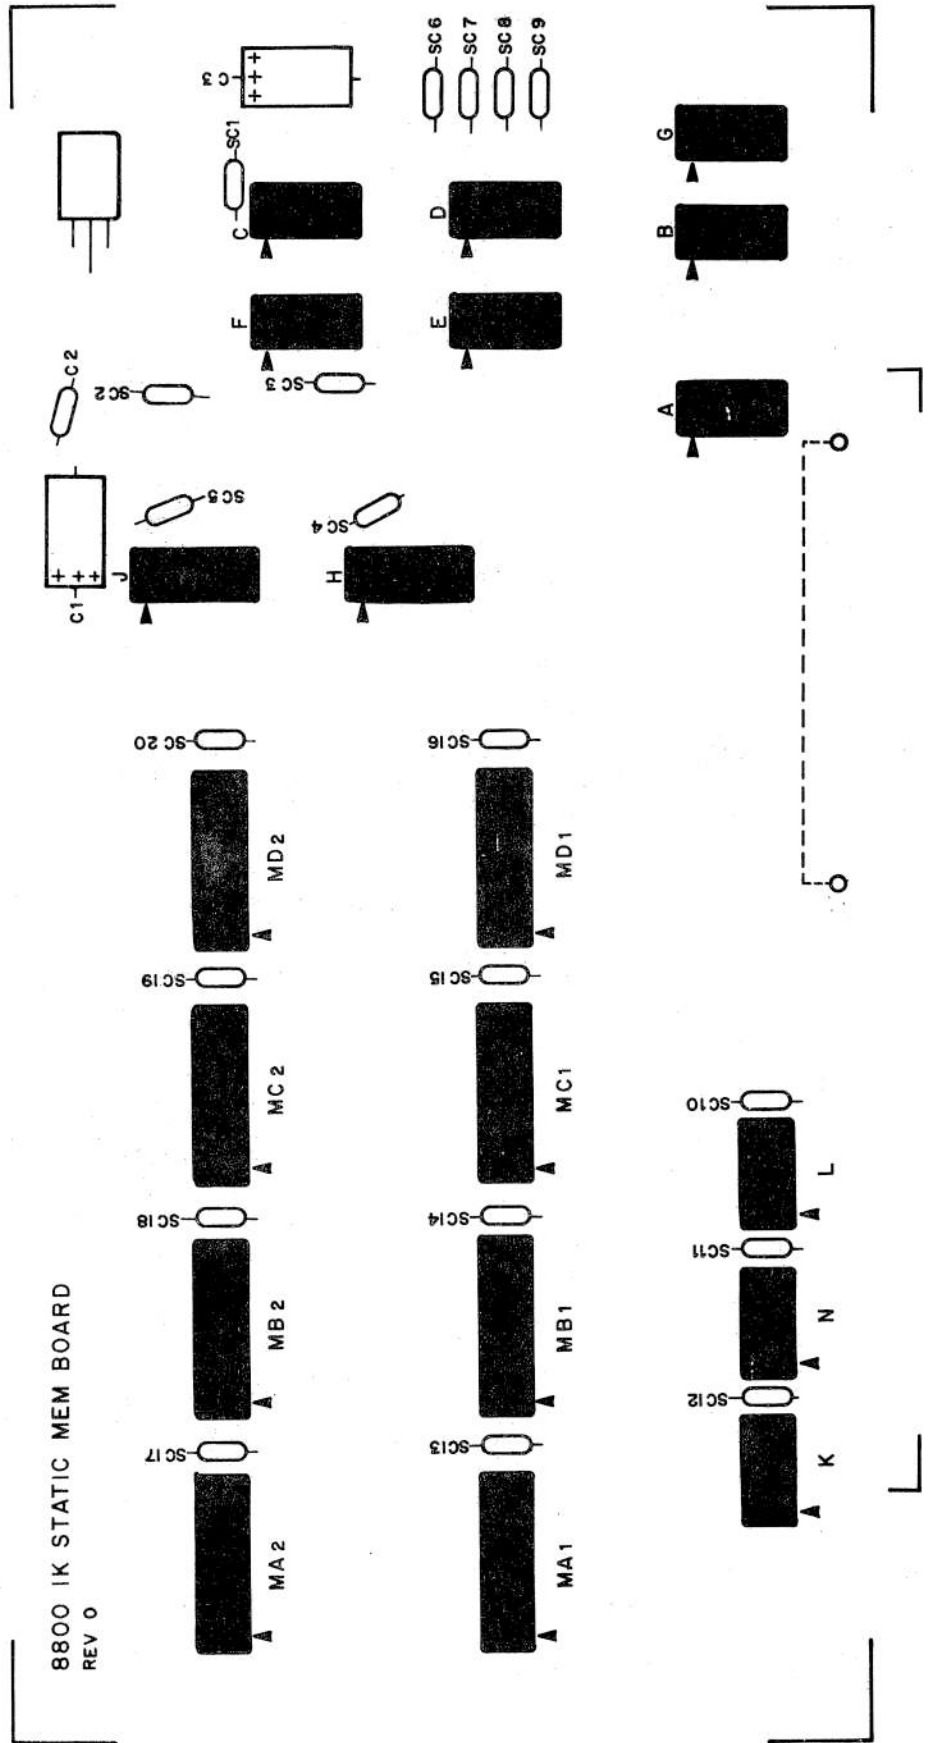 8800 1K STATIC MEM BOARD
REV 0
C1
C2
C3
SC1
SC2
SC3
SC4
SC5
SC6
SC7
SC8
SC9
J
H
F
C
E
D
A
B
G
SC17
SC18
SC19
SC20
MA2
MB2
MC2
MD2
SC13
SC14
SC15
SC16
MA1
MB1
MC1
MD1
SC12
SC11
SC10
K
N
L
+++
+++